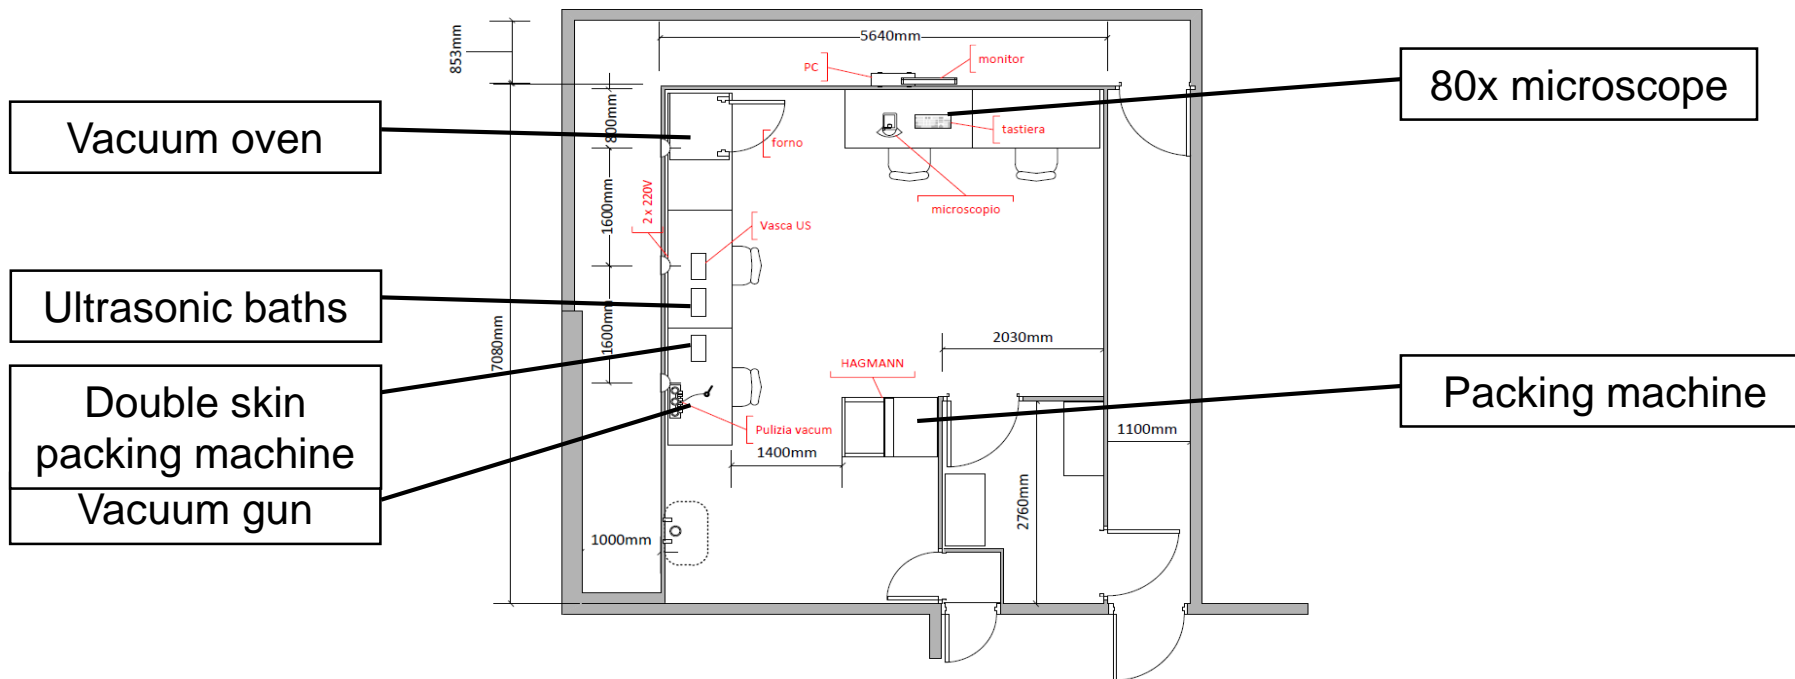 5640mm
853mm
PC
monitor
80x microscope
Vacuum oven
800mm
forno
tastiera
microscopio
2 x 220V
1600mm
Vasca US
Ultrasonic baths
1600mm
7080mm
2030mm
HAGMANN
Double skin
packing machine
Packing machine
Pulizia vacum
1400mm
1100mm
Vacuum gun
2760mm
1000mm